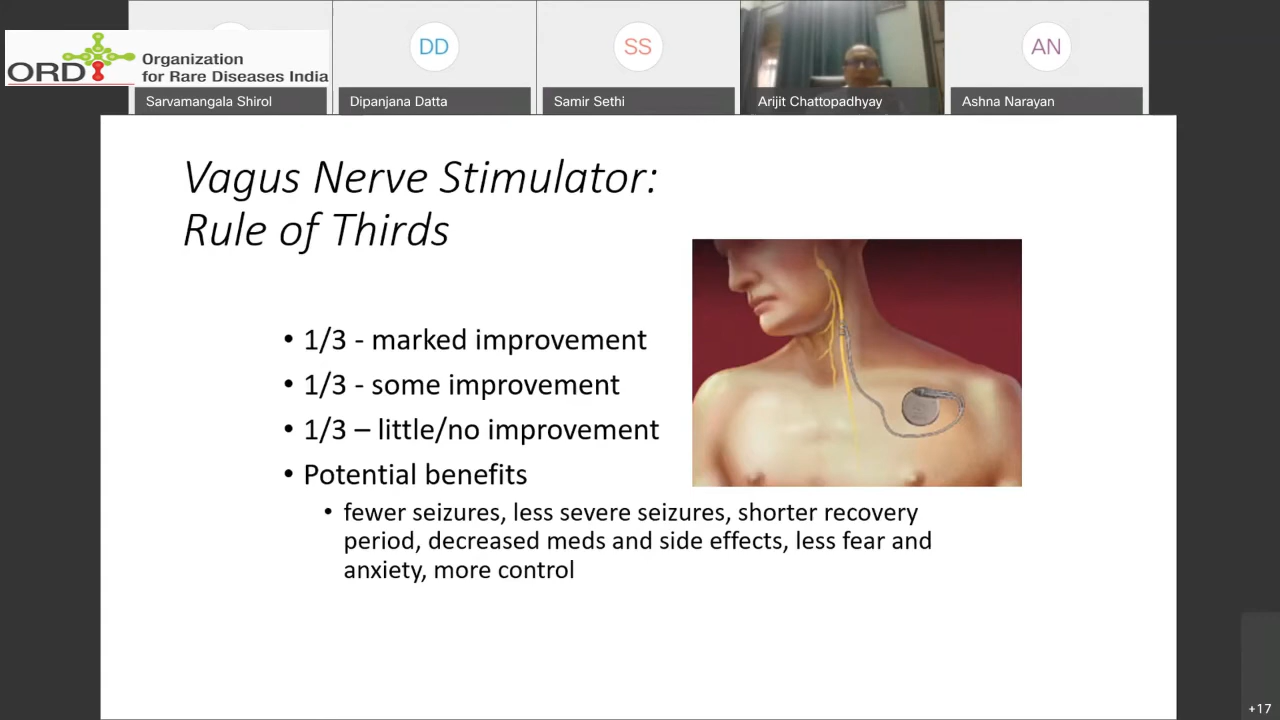 ORDI
Organization
for Rare Diseases India
DD
SS
AN
Sarvamangala Shirol
Dipanjana Datta
Samir Sethi
Arijit Chattopadhyay
Ashna Narayan
Vagus Nerve Stimulator:
Rule of Thirds
• 1/3 - marked improvement
• 1/3 - some improvement
• 1/3 – little/no improvement
• Potential benefits
• fewer seizures, less severe seizures, shorter recovery
period, decreased meds and side effects, less fear and
anxiety, more control
+17